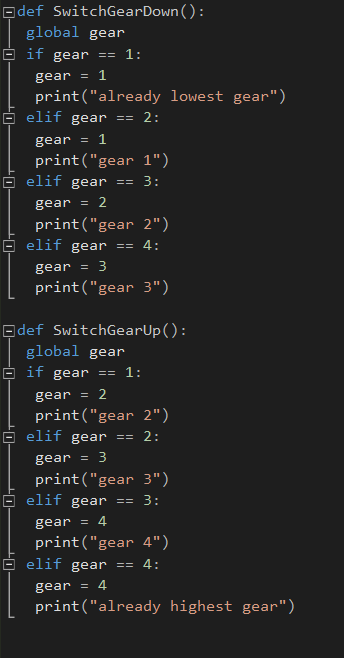 def SwitchGearDown():
 global gear
 if gear == 1:
  gear = 1
  print("already lowest gear")
 elif gear == 2:
  gear = 1
  print("gear 1")
 elif gear == 3:
  gear = 2
  print("gear 2")
 elif gear == 4:
  gear = 3
  print("gear 3")

def SwitchGearUp():
 global gear
 if gear == 1:
  gear = 2
  print("gear 2")
 elif gear == 2:
  gear = 3
  print("gear 3")
 elif gear == 3:
  gear = 4
  print("gear 4")
 elif gear == 4:
  gear = 4
  print("already highest gear")